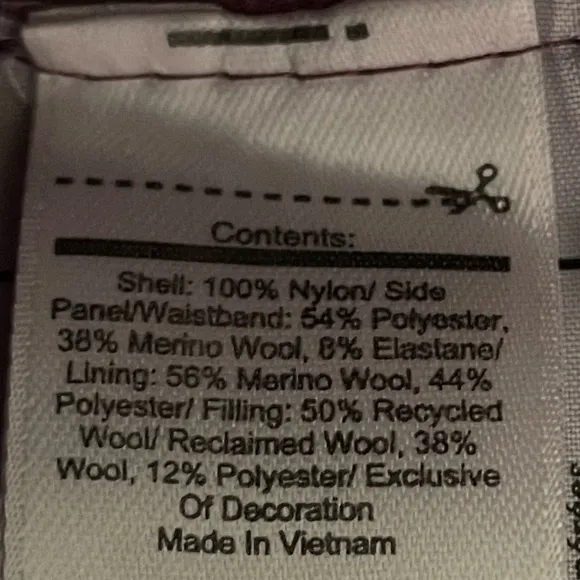 Contents:
Shell: 100% Nylon/ Side
Panel/Waistband: 54% Polyester,
38% Merino Wool, 8% Elastane/
Lining: 56% Merino Wool, 44%
Polyester/ Filling: 50% Recycled
Wool/ Reclaimed Wool, 38%
Wool, 12% Polyester/ Exclusive
Of Decoration
Made In Vietnam